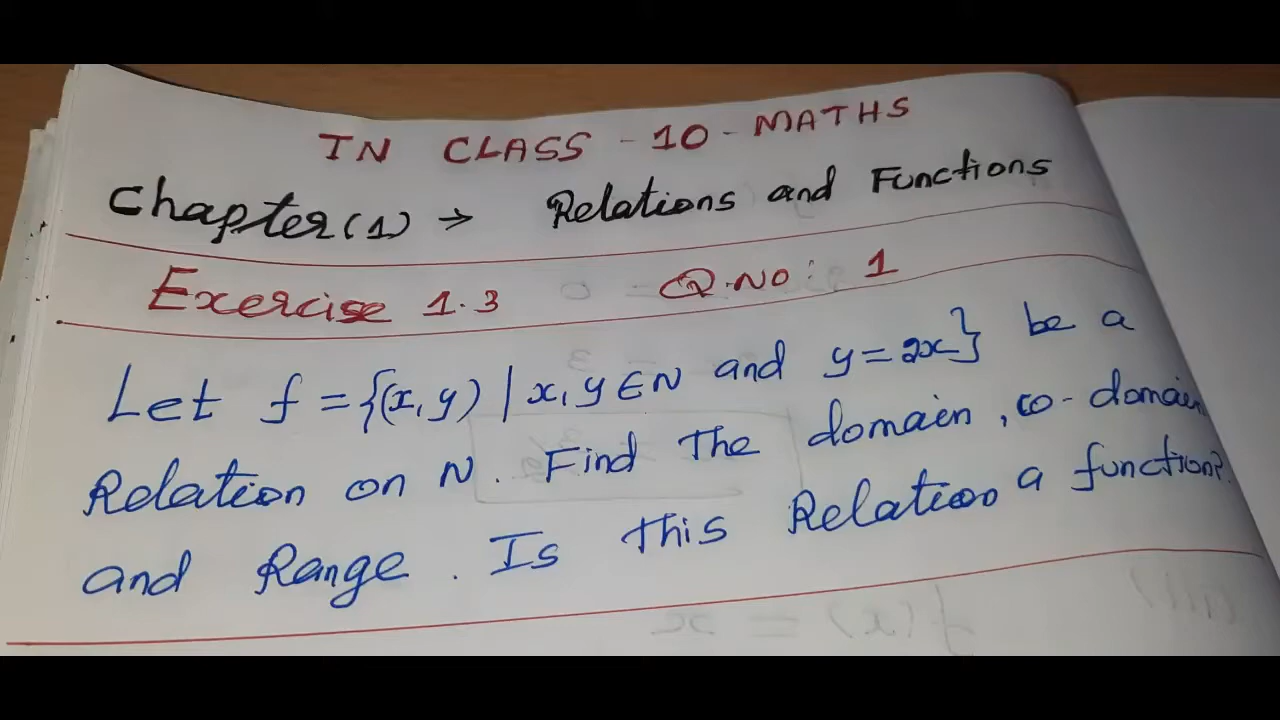 TN CLASS - 10 - MATHS
Chapter (1) → Relations and Functions
Exercise 1.3 Q.NO: 1
Let f = {(x, y) | x, y ∈ N and y = 2x} be a
Relation on N. Find the domain, co-domain
and Range. Is this Relation a function?